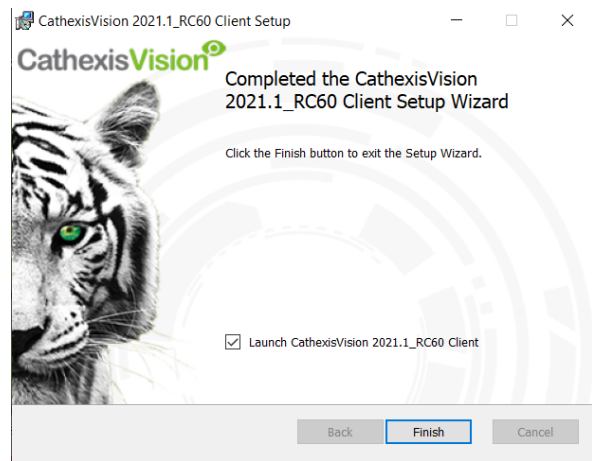 CathexisVision 2021.1_RC60 Client Setup
CathexisVision
Completed the CathexisVision
2021.1_RC60 Client Setup Wizard
Click the Finish button to exit the Setup Wizard.
Launch CathexisVision 2021.1_RC60 Client
Back Finish Cancel